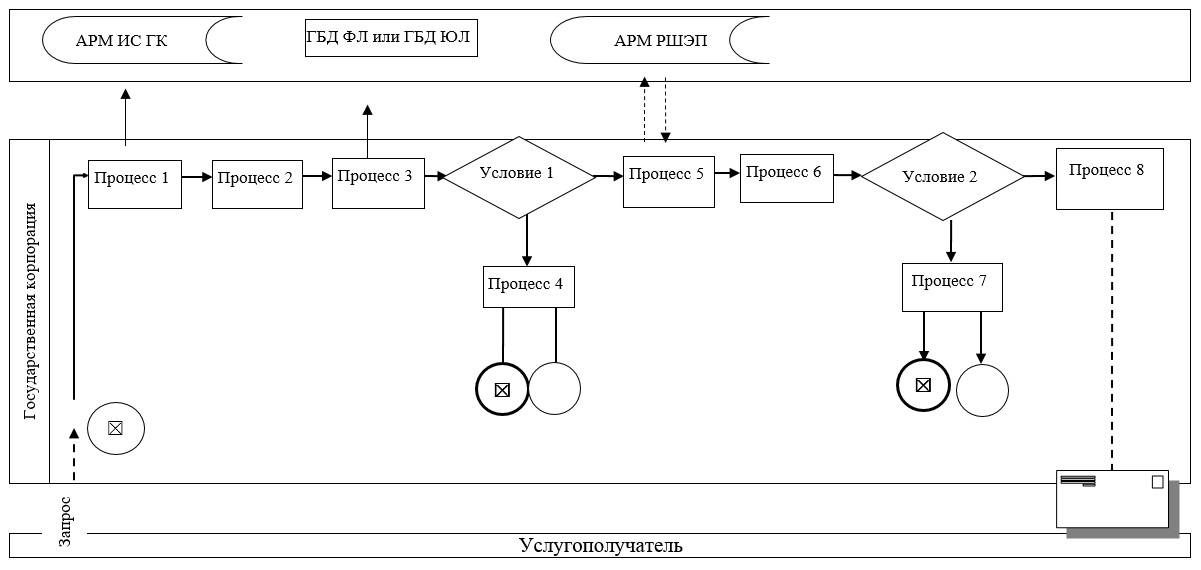 АРМ ИС ГК
ГБД ФЛ или ГБД ЮЛ
АРМ РШЭП
Государственная корпорация
Процесс 1
Процесс 2
Процесс 3
Условие 1
Процесс 5
Процесс 6
Условие 2
Процесс 8
Процесс 4
Процесс 7
Запрос
Услугополучатель